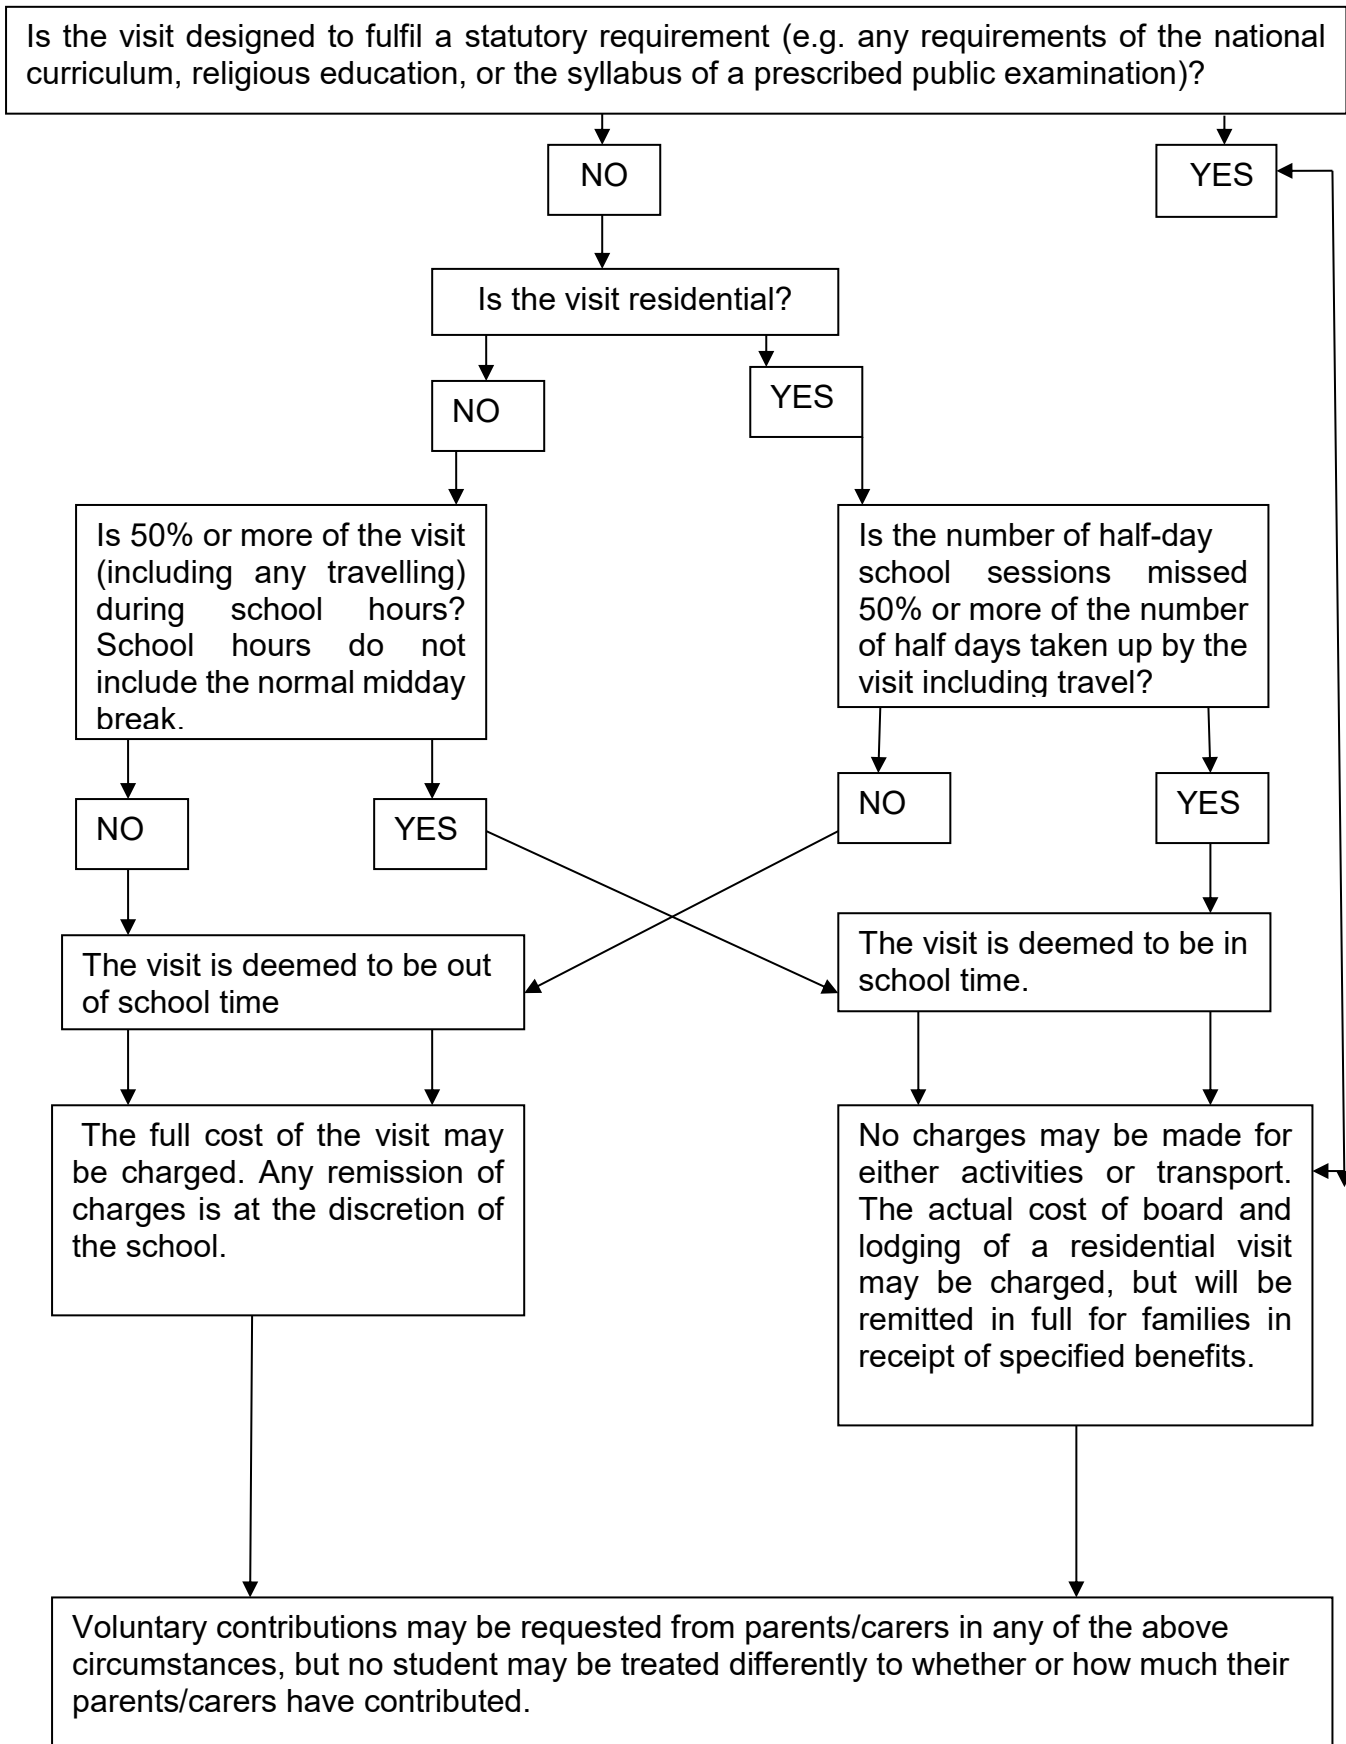 Is the visit designed to fulfil a statutory requirement (e.g. any requirements of the national
curriculum, religious education, or the syllabus of a prescribed public examination)?
NO
YES
Is the visit residential?
NO
YES
Is 50% or more of the visit
(including any travelling)
during school hours?
School hours do not
include the normal midday
break.
Is the number of half-day
school sessions missed
50% or more of the number
of half days taken up by the
visit including travel?
NO
YES
NO
YES
The visit is deemed to be out
of school time
The visit is deemed to be in
school time.
The full cost of the visit may
be charged. Any remission of
charges is at the discretion of
the school.
No charges may be made for
either activities or transport.
The actual cost of board and
lodging of a residential visit
may be charged, but will be
remitted in full for families in
receipt of specified benefits.
Voluntary contributions may be requested from parents/carers in any of the above
circumstances, but no student may be treated differently to whether or how much their
parents/carers have contributed.